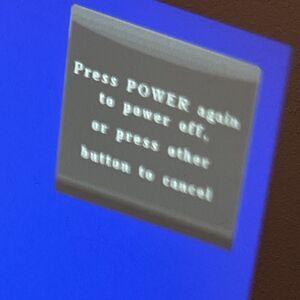 Press POWER again
to power off,
or press other
button to cancel